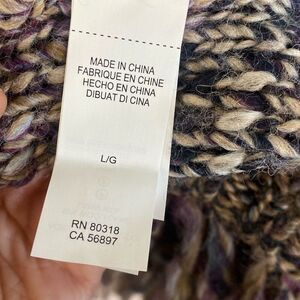 MADE IN CHINA
FABRIQUE EN CHINE
HECHO EN CHINA
DIBUAT DI CINA
L/G
RN 80318
CA 56897